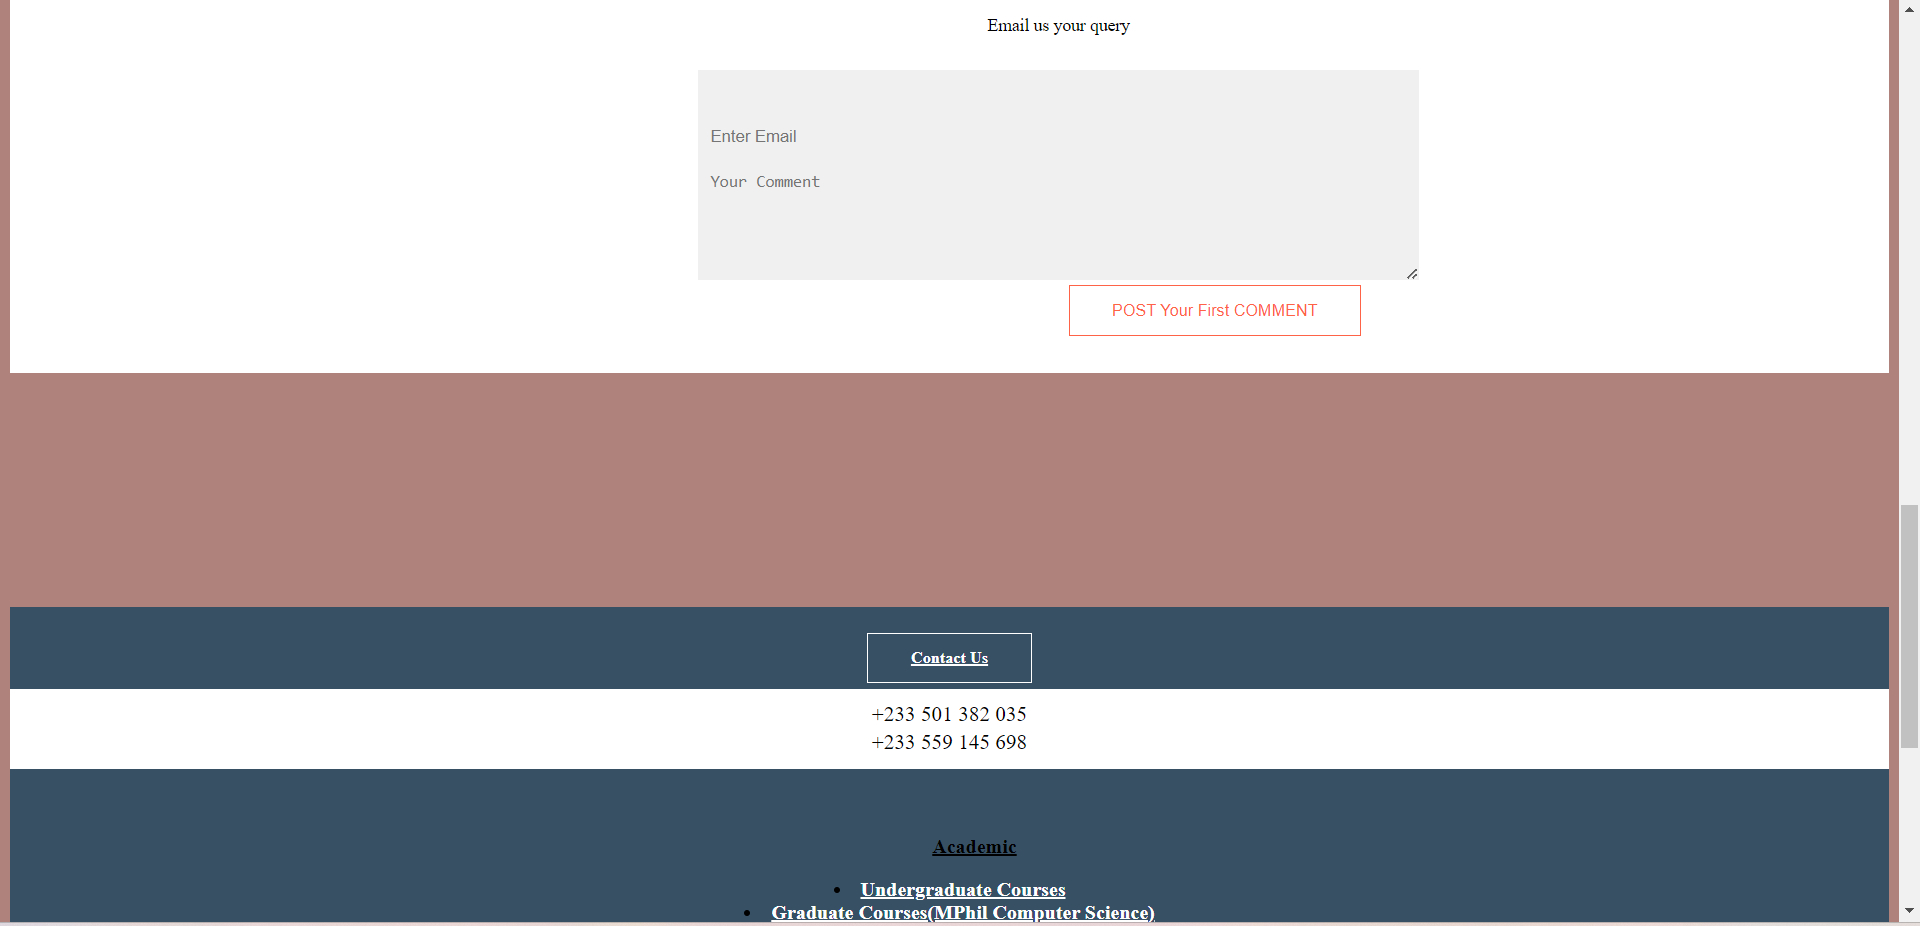 Email us your query
Enter Email
Your Comment
POST Your First COMMENT
Contact Us
+233 501 382 035
+233 559 145 698
Academic
Undergraduate Courses
Graduate Courses(MPhil Computer Science)